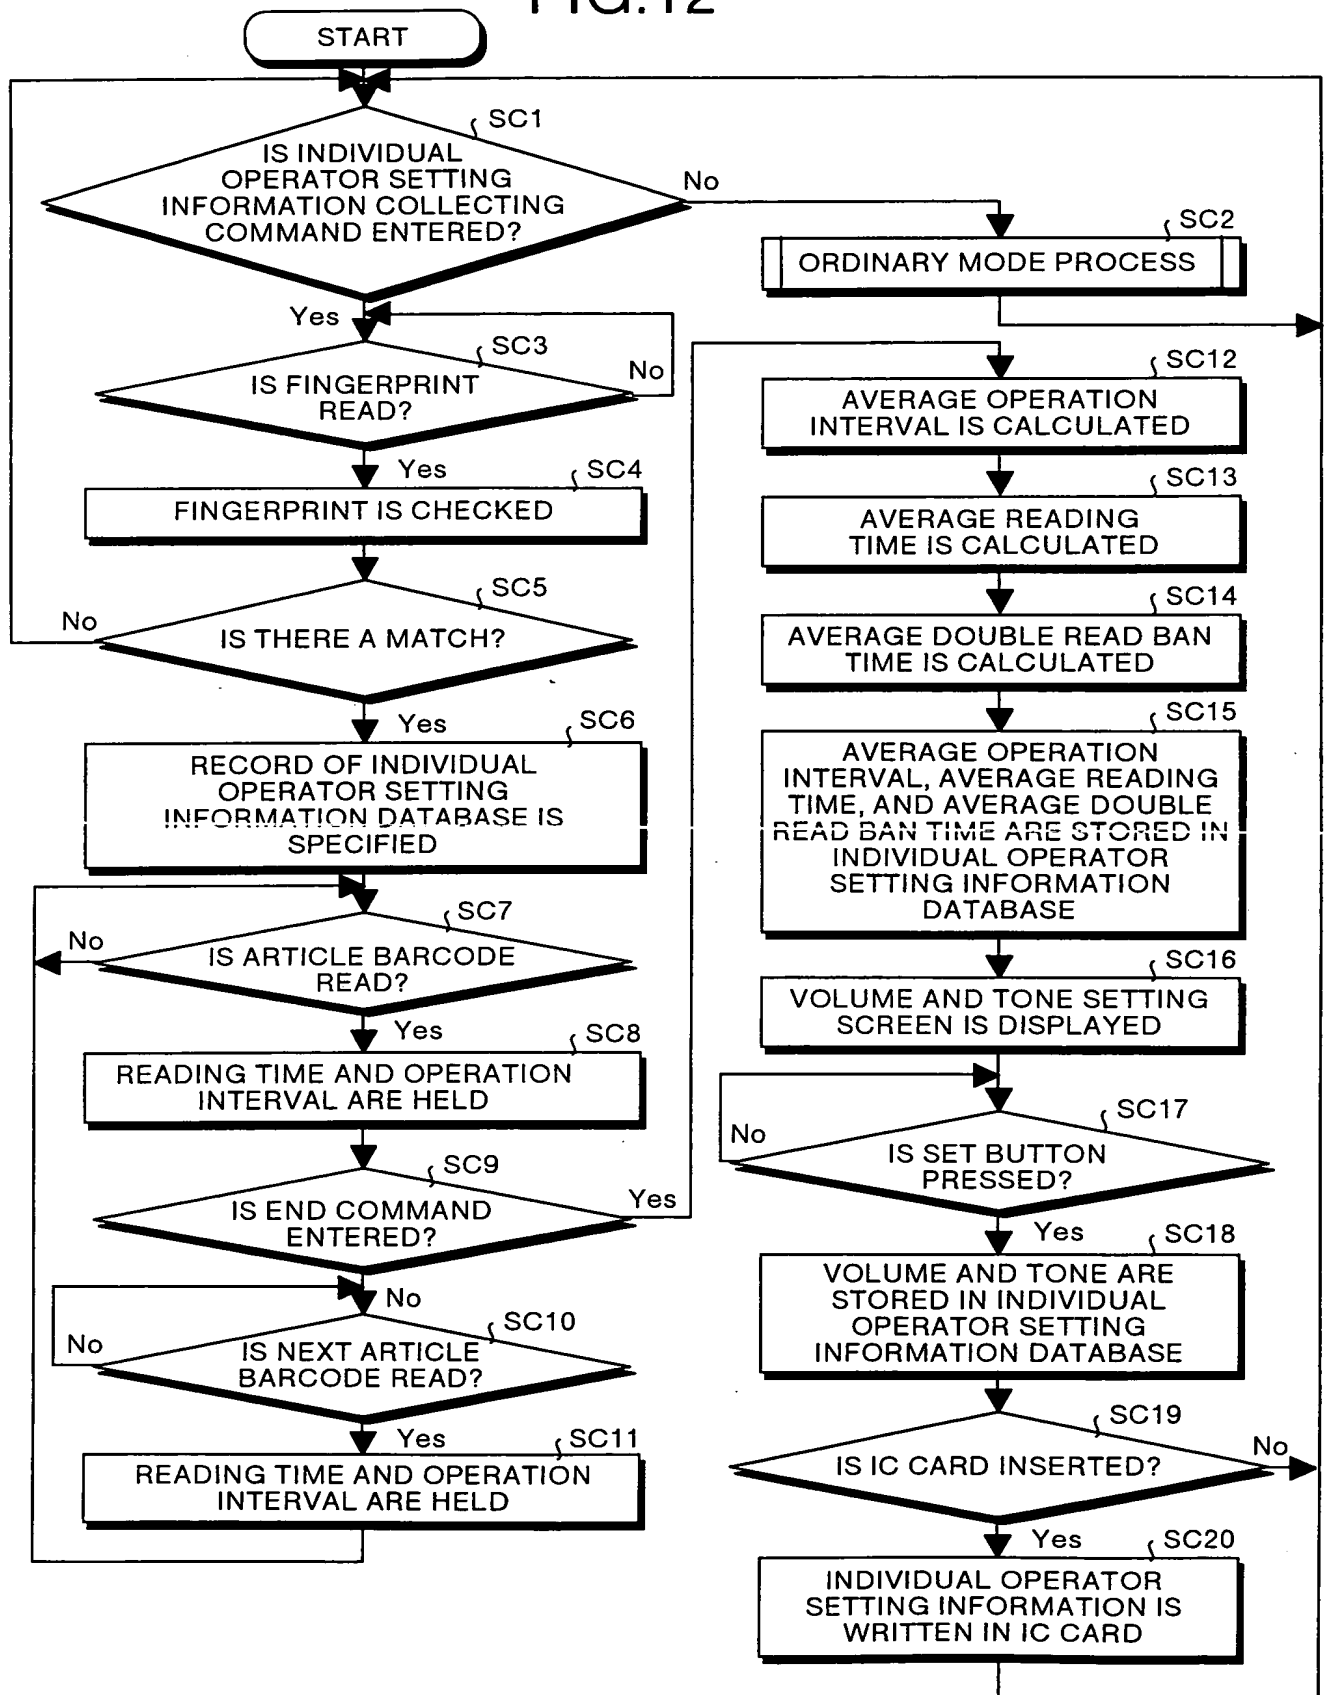 FIG.12
START
SC1
IS INDIVIDUAL
OPERATOR SETTING
INFORMATION COLLECTING
COMMAND ENTERED?
No
SC2
ORDINARY MODE PROCESS
Yes
SC3
IS FINGERPRINT
READ?
No
Yes
SC4
FINGERPRINT IS CHECKED
SC5
No
IS THERE A MATCH?
Yes
SC6
RECORD OF INDIVIDUAL
OPERATOR SETTING
INFORMATION DATABASE IS
SPECIFIED
SC7
No
IS ARTICLE BARCODE
READ?
Yes
SC8
READING TIME AND OPERATION
INTERVAL ARE HELD
SC9
IS END COMMAND
ENTERED?
Yes
No
SC10
No
IS NEXT ARTICLE
BARCODE READ?
Yes
SC11
READING TIME AND OPERATION
INTERVAL ARE HELD
SC12
AVERAGE OPERATION
INTERVAL IS CALCULATED
SC13
AVERAGE READING
TIME IS CALCULATED
SC14
AVERAGE DOUBLE READ BAN
TIME IS CALCULATED
SC15
AVERAGE OPERATION
INTERVAL, AVERAGE READING
TIME, AND AVERAGE DOUBLE
READ BAN TIME ARE STORED IN
INDIVIDUAL OPERATOR
SETTING INFORMATION
DATABASE
SC16
VOLUME AND TONE SETTING
SCREEN IS DISPLAYED
SC17
No
IS SET BUTTON
PRESSED?
Yes
SC18
VOLUME AND TONE ARE
STORED IN INDIVIDUAL
OPERATOR SETTING
INFORMATION DATABASE
SC19
IS IC CARD INSERTED?
No
Yes
SC20
INDIVIDUAL OPERATOR
SETTING INFORMATION IS
WRITTEN IN IC CARD